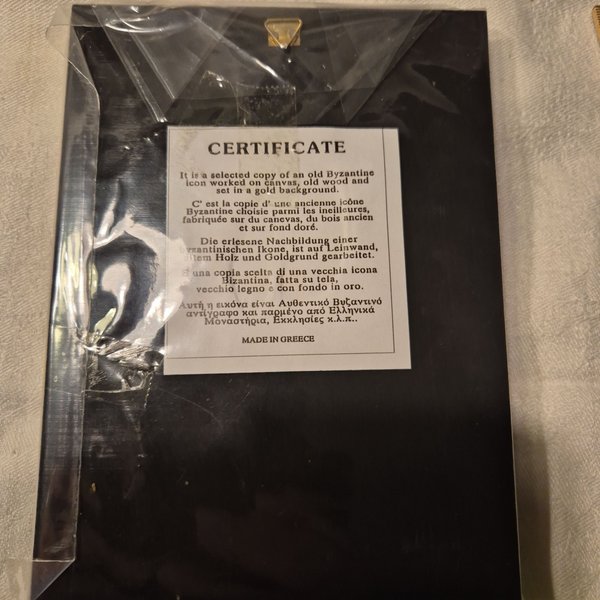 CERTIFICATE
It is a selected copy of an old Byzantine
icon worked on canvas, old wood and
set in a gold background.
C' est la copie d' une ancienne icône
Byzantine choisie parmi les ineilleures,
fabriquée sur du canevas, du bois ancien
et sur fond doré.
Die erlesene Nachbildung einer
byzantinischen Ikone, ist auf Leinwand,
altem Holz und Goldgrund gearbeitet.
È una copia scelta di una vecchia icona
Bizantina, fatta su tela,
vecchio legno e con fondo in oro.
Αυτή η εικόνα είναι Αυθεντικό Βυζαντινό
αντίγραφο και παρμένο από Ελληνικά
Μοναστήρια, Εκκλησίες κ.λ.π..
MADE IN GREECE